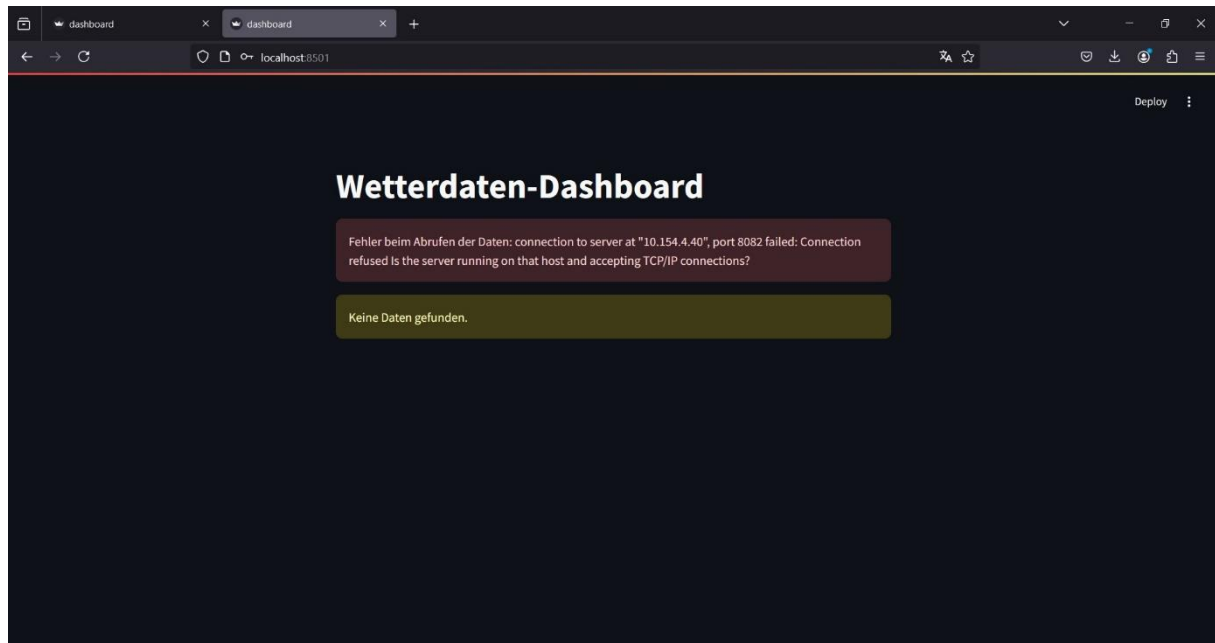 dashboard
dashboard
localhost:8501
Deploy
Wetterdaten-Dashboard
Fehler beim Abrufen der Daten: connection to server at "10.154.4.40", port 8082 failed: Connection
refused Is the server running on that host and accepting TCP/IP connections?
Keine Daten gefunden.